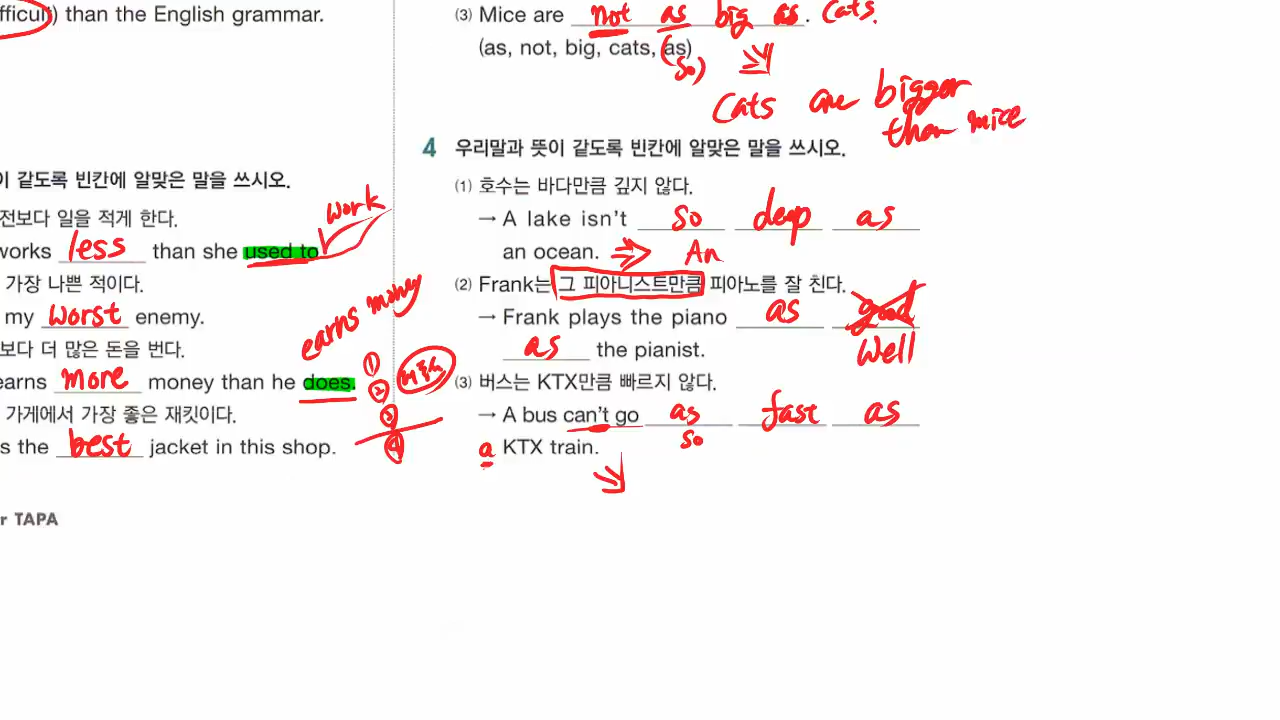 fficult) than the English grammar.
이 같도록 빈칸에 알맞은 말을 쓰시오.
전보다 일을 적게 한다.
work
works less than she used to
가장 나쁜 적이다.
my worst enemy.
earns money
보다 더 많은 돈을 번다.
earns more money than he does.
① ② ③ ④
가게에서 가장 좋은 재킷이다.
s the best jacket in this shop.
r TAPA
(3) Mice are not as big as. Cats.
(as, not, big, cats, as)
(so)
Cats are bigger
than mice
4 우리말과 뜻이 같도록 빈칸에 알맞은 말을 쓰시오.
(1) 호수는 바다만큼 깊지 않다.
→ A lake isn't so deep as
an ocean. ⇒ An
(2) Frank는 그 피아니스트만큼 피아노를 잘 친다.
→ Frank plays the piano as good
well
as the pianist.
(3) 버스는 KTX만큼 빠르지 않다.
→ A bus can't go as fast as
so
a KTX train.